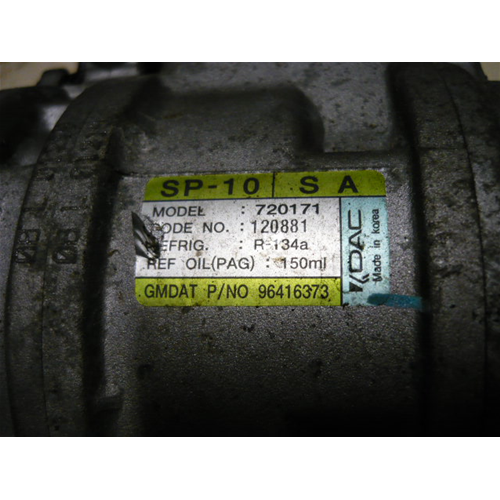 SP-10 S A
MODEL : 720171
CODE NO. : 120881
REFRIG. : R-134a
REF OIL(PAG) : 150ml
GMDAT P/NO 96416373
KDAC
Made in Korea